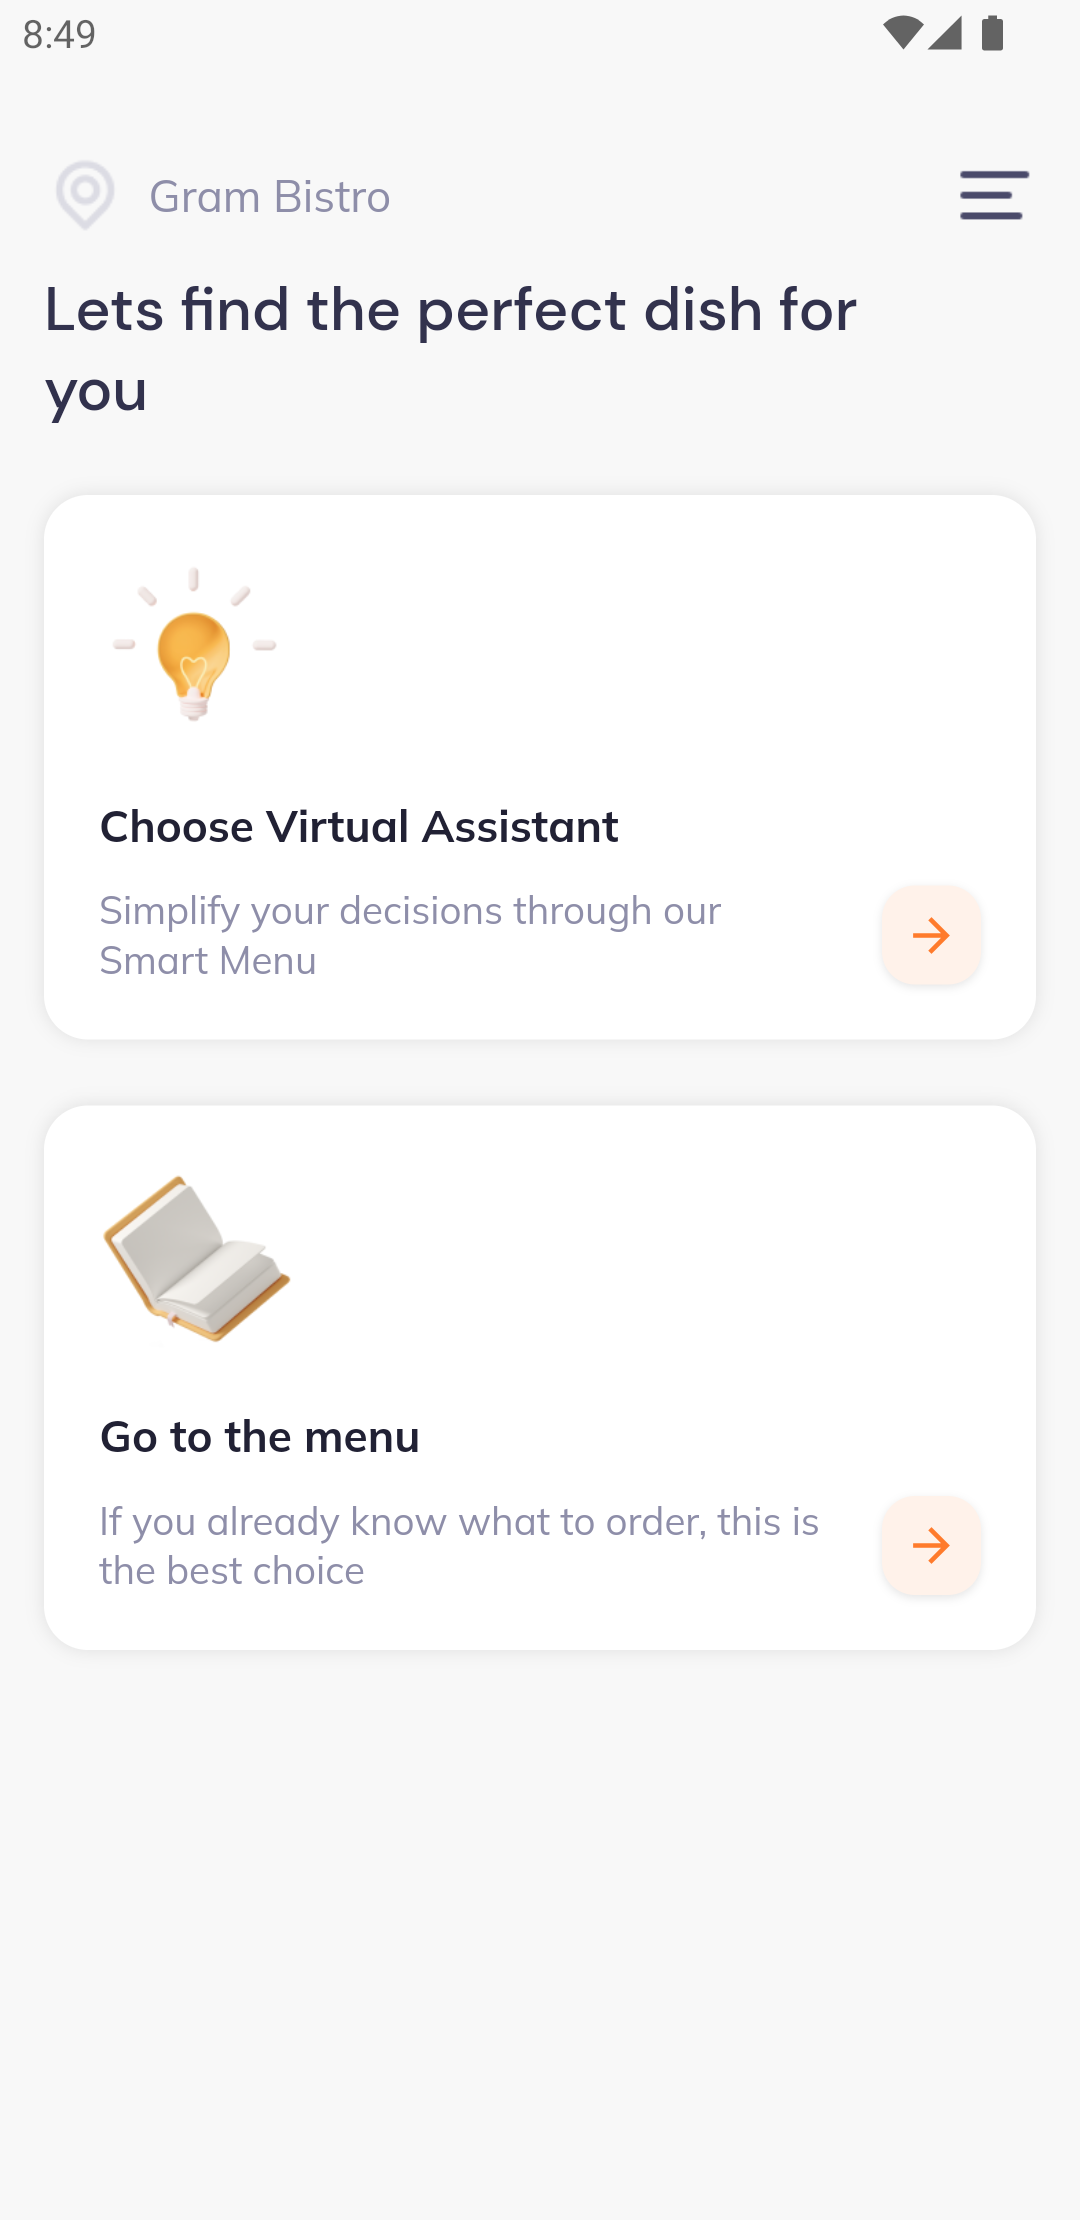 8:49
Gram Bistro
Lets find the perfect dish for
you
Choose Virtual Assistant
Simplify your decisions through our
Smart Menu
Go to the menu
If you already know what to order, this is
the best choice